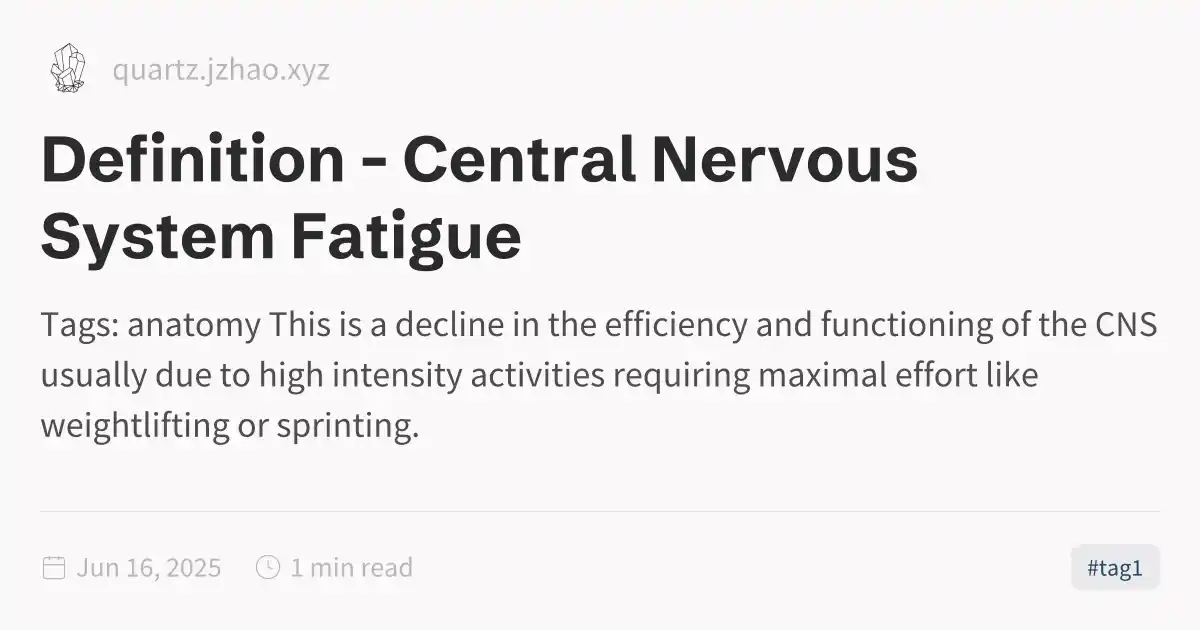 quartz.jzhao.xyz
Definition - Central Nervous
System Fatigue
Tags: anatomy This is a decline in the efficiency and functioning of the CNS
usually due to high intensity activities requiring maximal effort like
weightlifting or sprinting.
Jun 16, 2025 1 min read #tag1